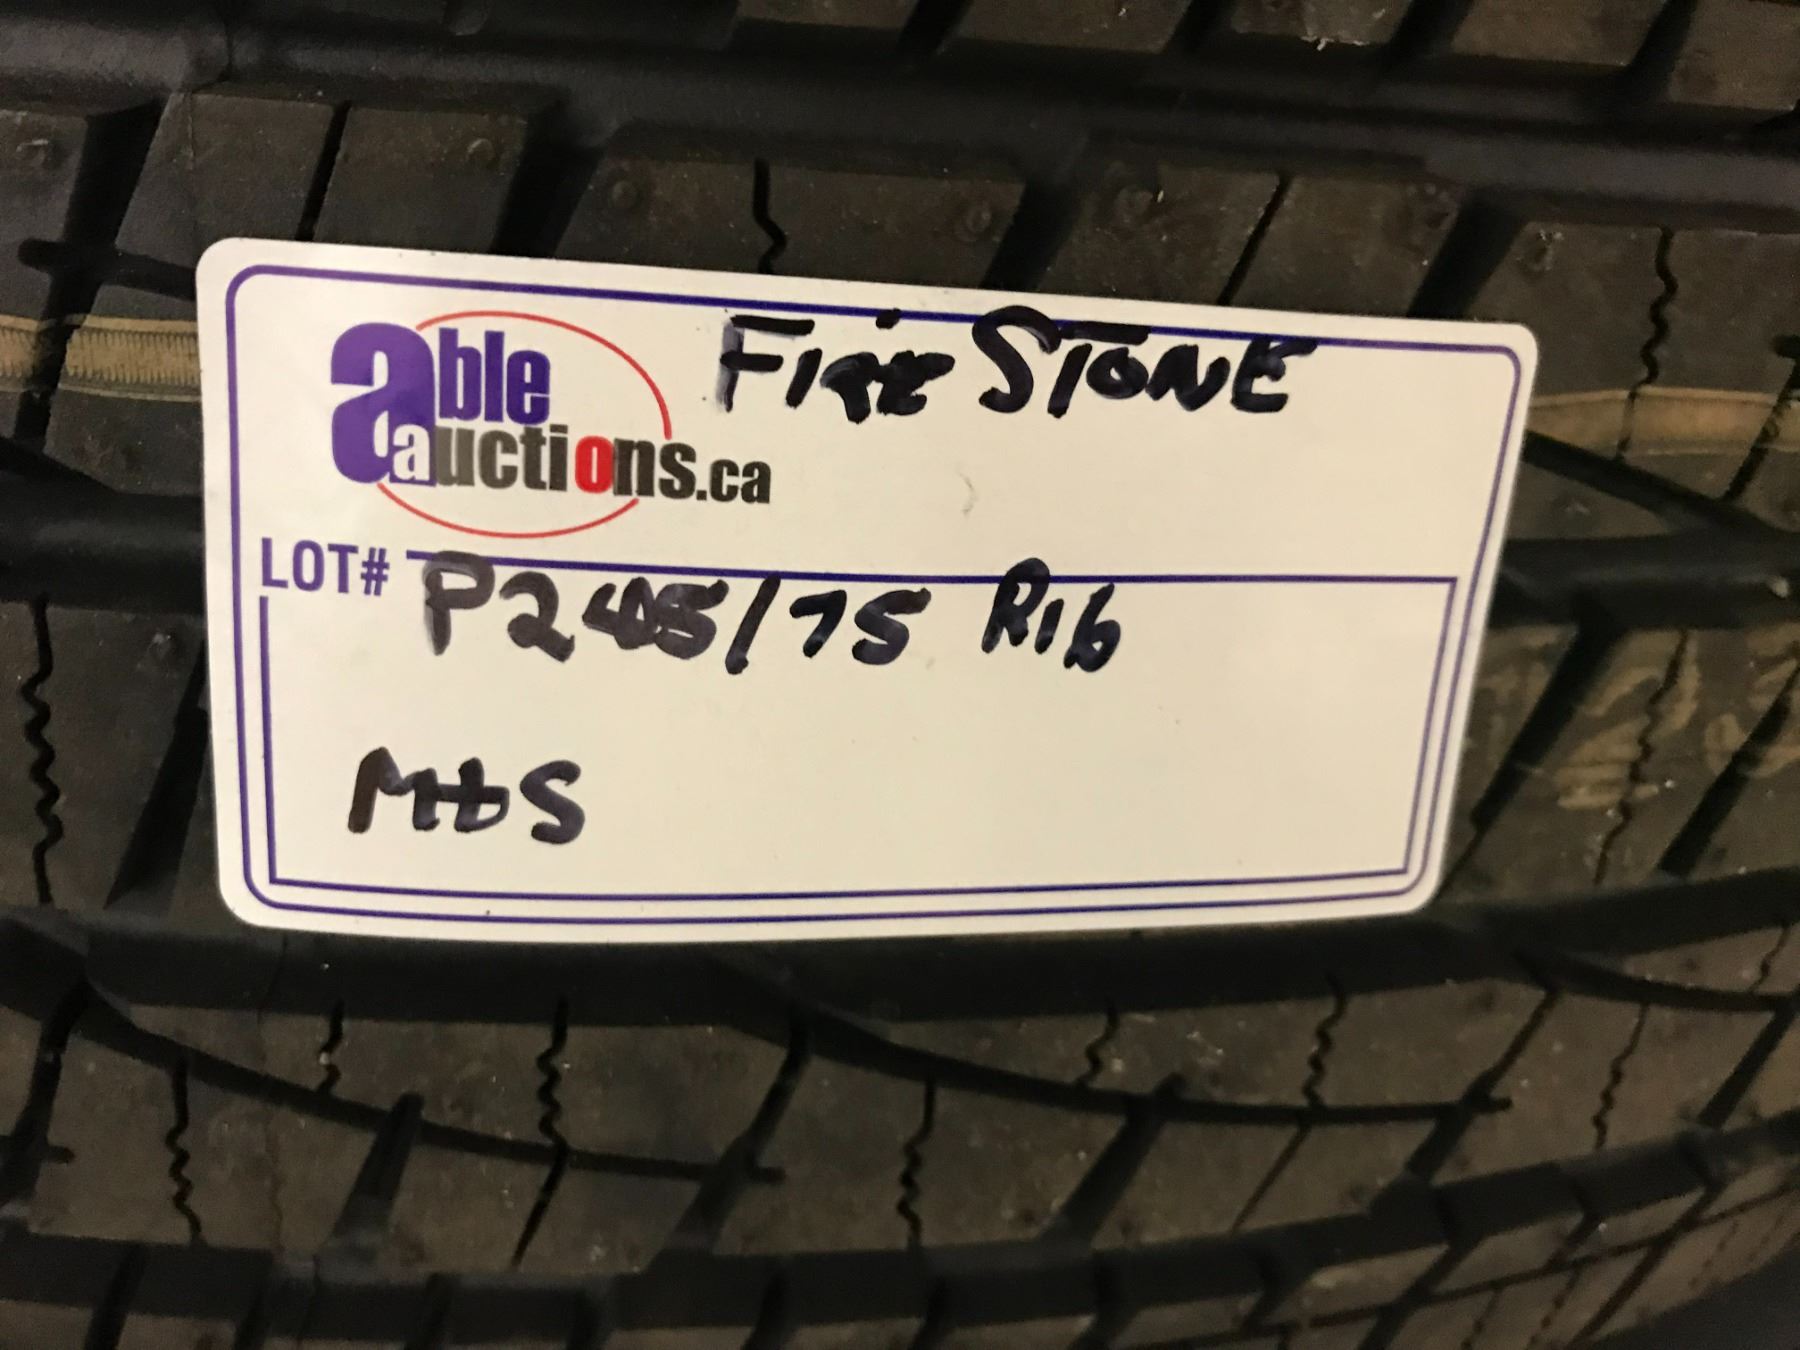 able
auctions.ca
FIRE STONE
LOT#
P245/75 R16
M+S